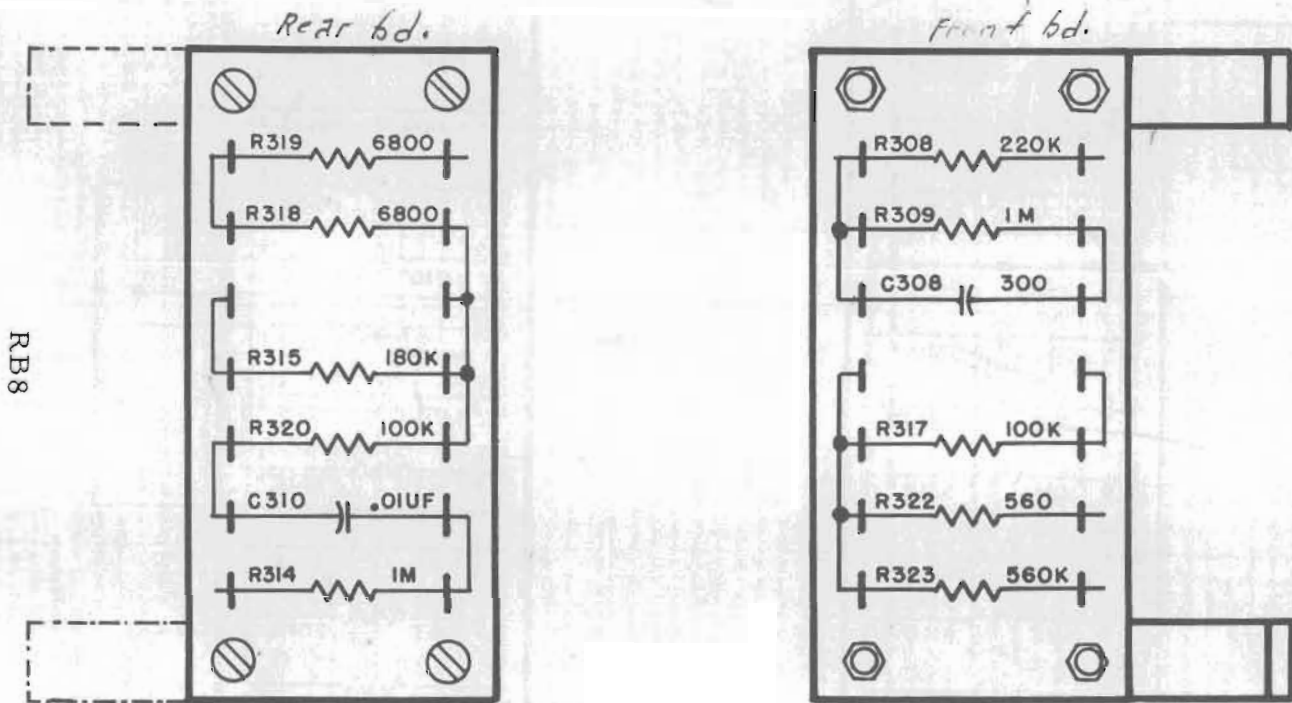 Rear bd.
R319 6800
R318 6800
R315 180K
R320 100K
C310 .01UF
R314 1M
RB8
Front bd.
R308 220K
R309 1M
C308 300
R317 100K
R322 560
R323 560K